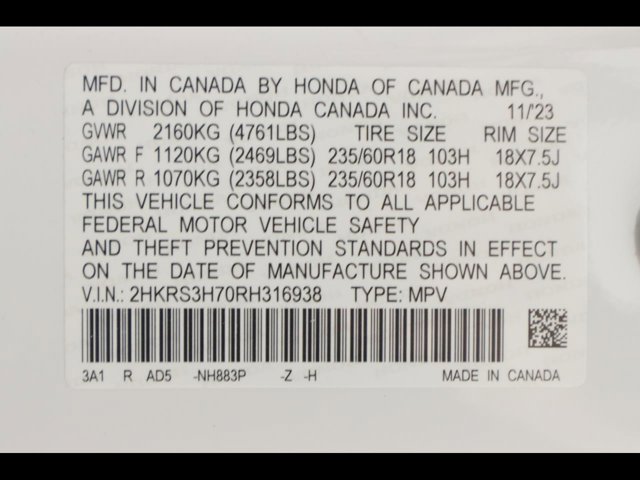 MFD. IN CANADA BY HONDA OF CANADA MFG.,
A DIVISION OF HONDA CANADA INC. 11/'23
GVWR 2160KG (4761LBS) TIRE SIZE RIM SIZE
GAWR F 1120KG (2469LBS) 235/60R18 103H 18X7.5J
GAWR R 1070KG (2358LBS) 235/60R18 103H 18X7.5J
THIS VEHICLE CONFORMS TO ALL APPLICABLE
FEDERAL MOTOR VEHICLE SAFETY
AND THEFT PREVENTION STANDARDS IN EFFECT
ON THE DATE OF MANUFACTURE SHOWN ABOVE.
V.I.N.: 2HKRS3H70RH316938 TYPE: MPV
3A1 R AD5 -NH883P -Z -H MADE IN CANADA